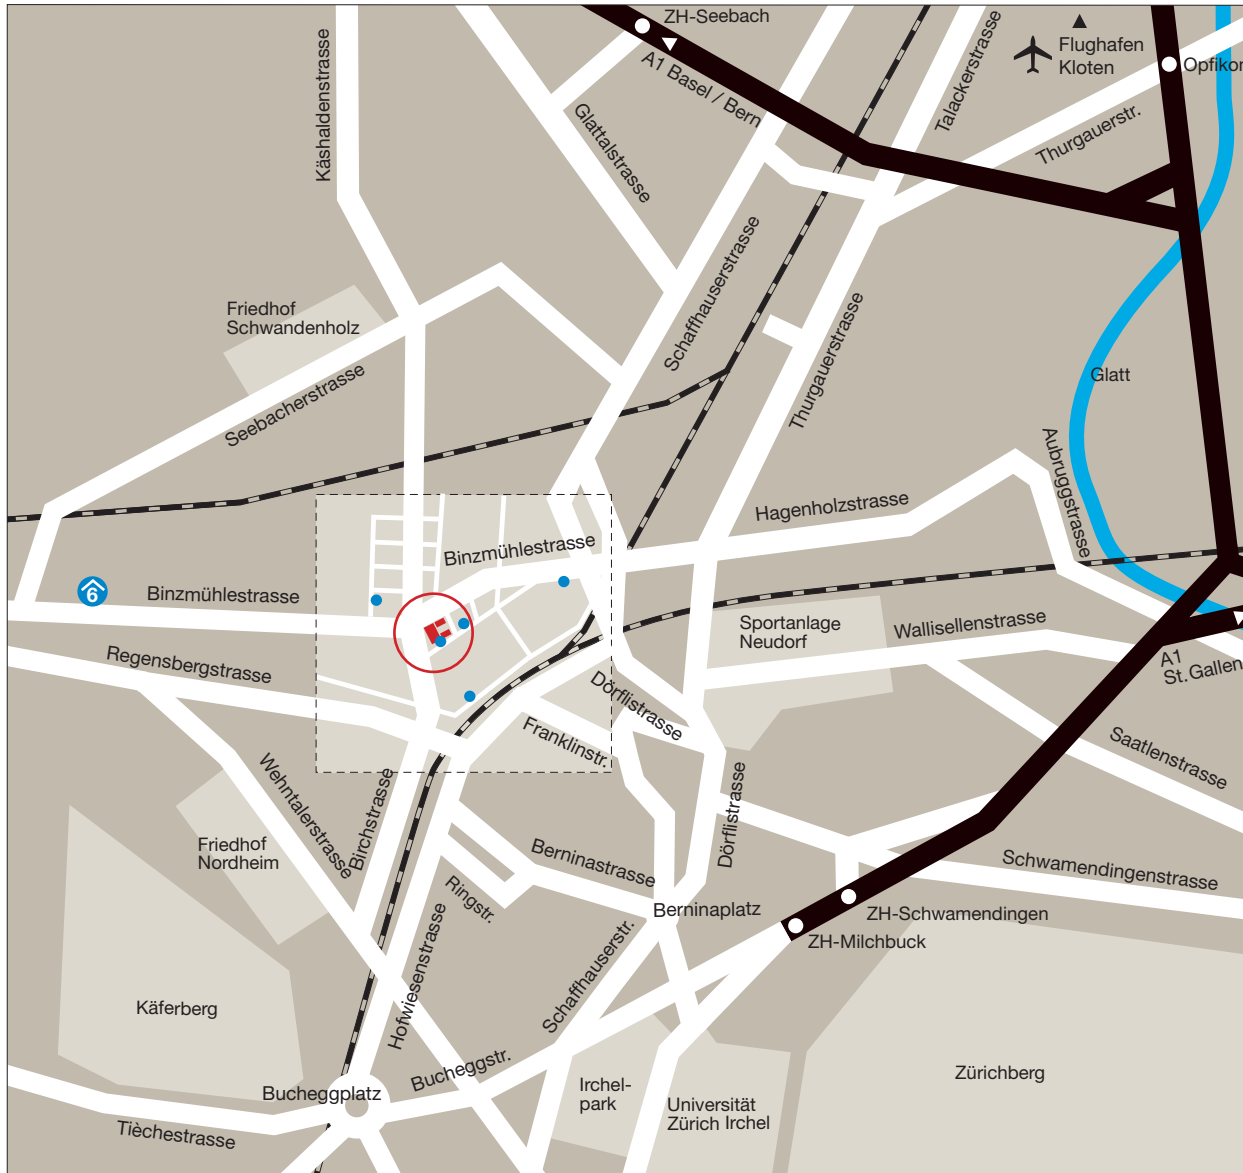 ZH-Seebach
A1 Basel / Bern
Flughafen
Kloten
Käshaldenstrasse
Glattalstrasse
Talackerstrasse
Thurgauerstr.
Schaffhauserstrasse
Friedhof
Schwandenholz
Seebacherstrasse
Thurgauerstrasse
Glatt
Aubruggstrasse
Hagenholzstrasse
Binzmühlestrasse
6
Binzmühlestrasse
Sportanlage
Neudorf
Wallisellenstrasse
Regensbergstrasse
A1
St. Gallen
Dörflistrasse
Franklinstr.
Saatlenstrasse
Wehntalerstrasse
Birchstrasse
Friedhof
Nordheim
Berninastrasse
Dörflistrasse
Schwamendingenstrasse
Ringstr.
Berninaplatz
ZH-Schwamendingen
ZH-Milchbuck
Hofwiesenstrasse
Schaffhauserstr.
Käferberg
Bucheggstr.
Bucheggplatz
Irchel-
park
Zürichberg
Universität
Zürich Irchel
Tièchestrasse